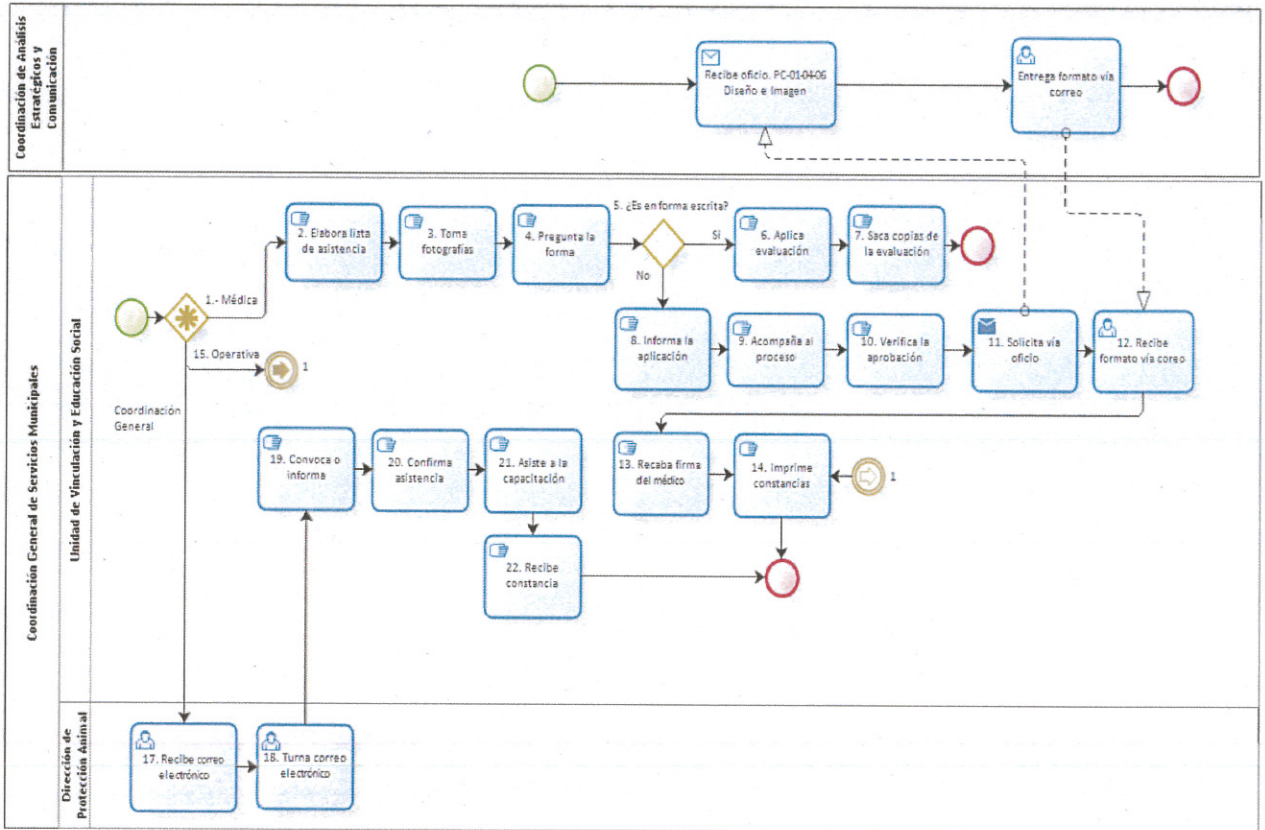 Coordinación de Análisis
Estratégicos y
Comunicación
Recibe oficio. PC-01-04-06
Diseño e Imagen
Entrega formato vía
correo
Coordinación General de Servicios Municipales
Unidad de Vinculación y Educación Social
1.- Médica
2. Elabora lista
de asistencia
3. Toma
fotografías
4. Pregunta la
forma
5. ¿Es en forma escrita?
Sí
6. Aplica
evaluación
7. Saca copias de
la evaluación
No
8. Informa la
aplicación
9. Acompaña al
proceso
10. Verifica la
aprobación
11. Solicita vía
oficio
12. Recibe
formato vía correo
15. Operativa
1
Coordinación
General
19. Convoca o
informa
20. Confirma
asistencia
21. Asiste a la
capacitación
13. Recaba firma
del médico
14. Imprime
constancias
1
22. Recibe
constancia
Dirección de
Protección Animal
17. Recibe correo
electrónico
18. Turna correo
electrónico